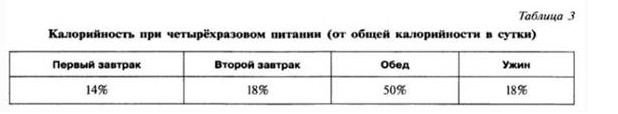 Таблица 3
Калорийность при четырёхразовом питании (от общей калорийности в сутки)
Первый завтрак Второй завтрак Обед Ужин
14% 18% 50% 18%